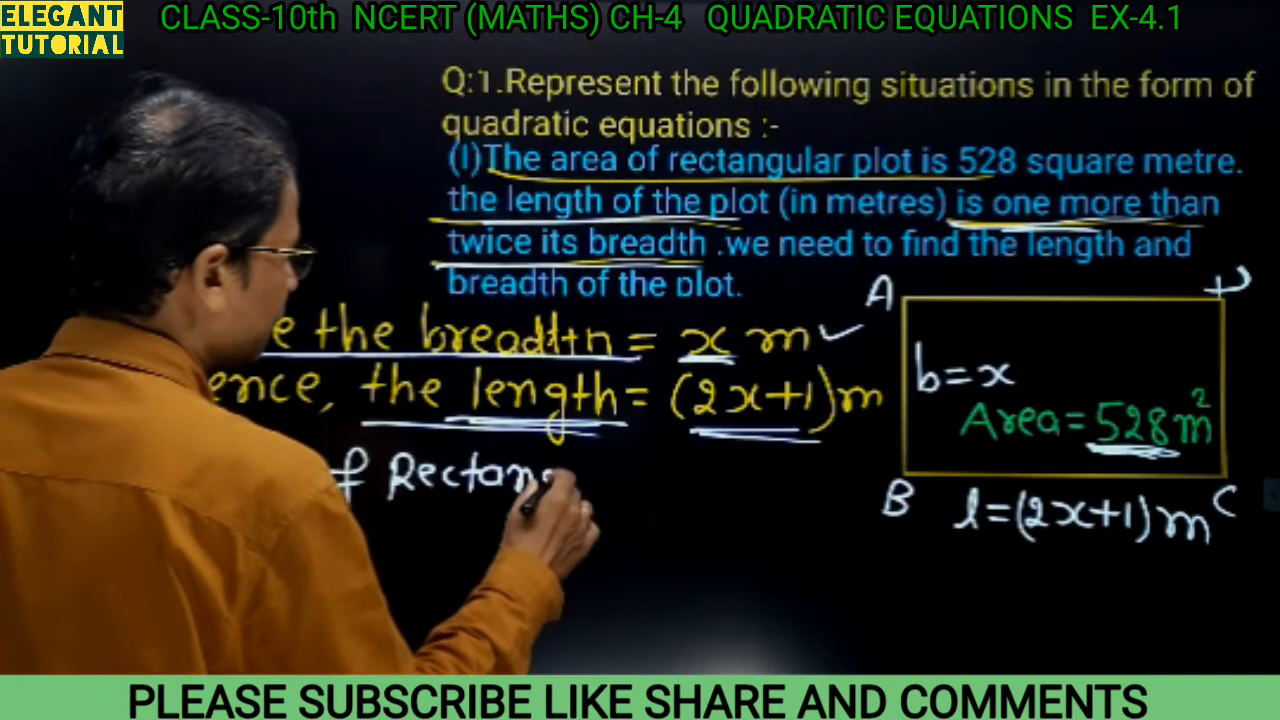 ELEGANT
TUTORIAL
CLASS-10th NCERT (MATHS) CH-4 QUADRATIC EQUATIONS EX-4.1
Q:1.Represent the following situations in the form of
quadratic equations :-
(I)The area of rectangular plot is 528 square metre.
the length of the plot (in metres) is one more than
twice its breadth .we need to find the length and
breadth of the plot.
the breadth = x m
the length = (2x+1)m
f Rectan
A
b=x
Area=528m²
B
l=(2x+1)m
C
PLEASE SUBSCRIBE LIKE SHARE AND COMMENTS